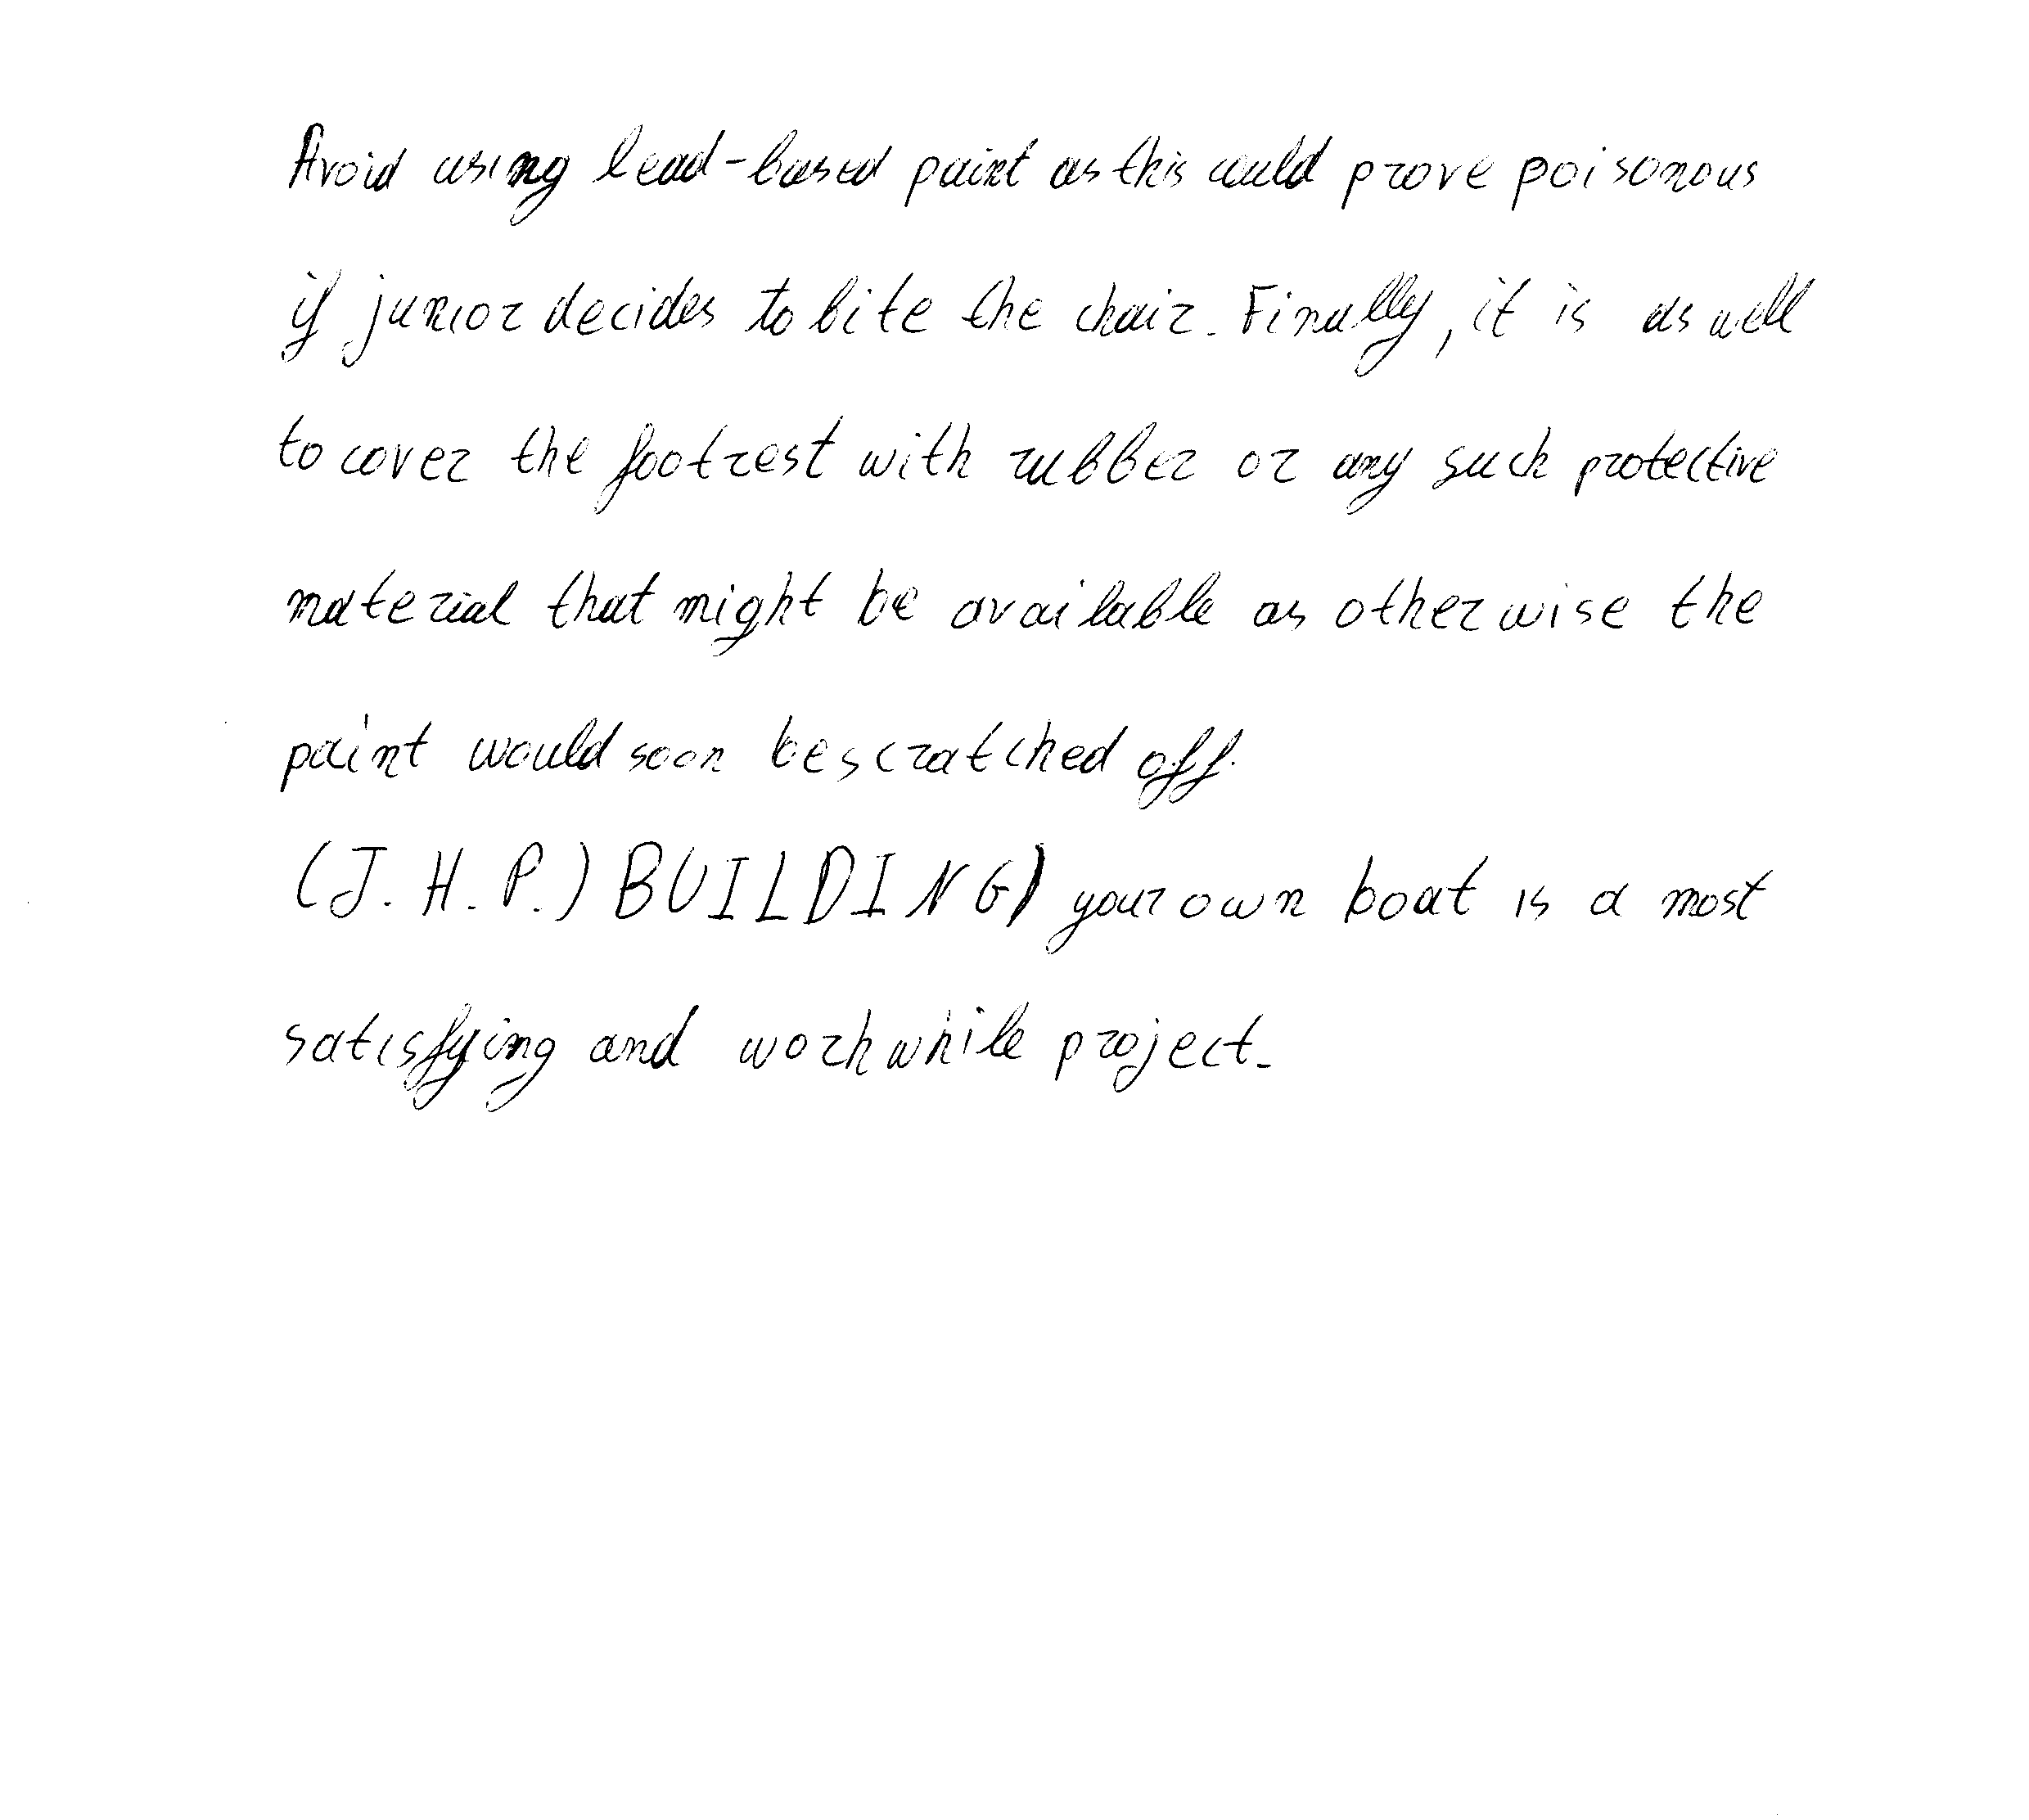 Avoid using lead-based paint as this could prove poisonous
if junior decides to bite the chair. Finally, it is as well
to cover the footrest with rubber or any such protective
material that might be available as otherwise the
paint would soon be scratched off.
(J.H.P.) BUILDING) your own boat is a most
satisfying and worhwhile project.